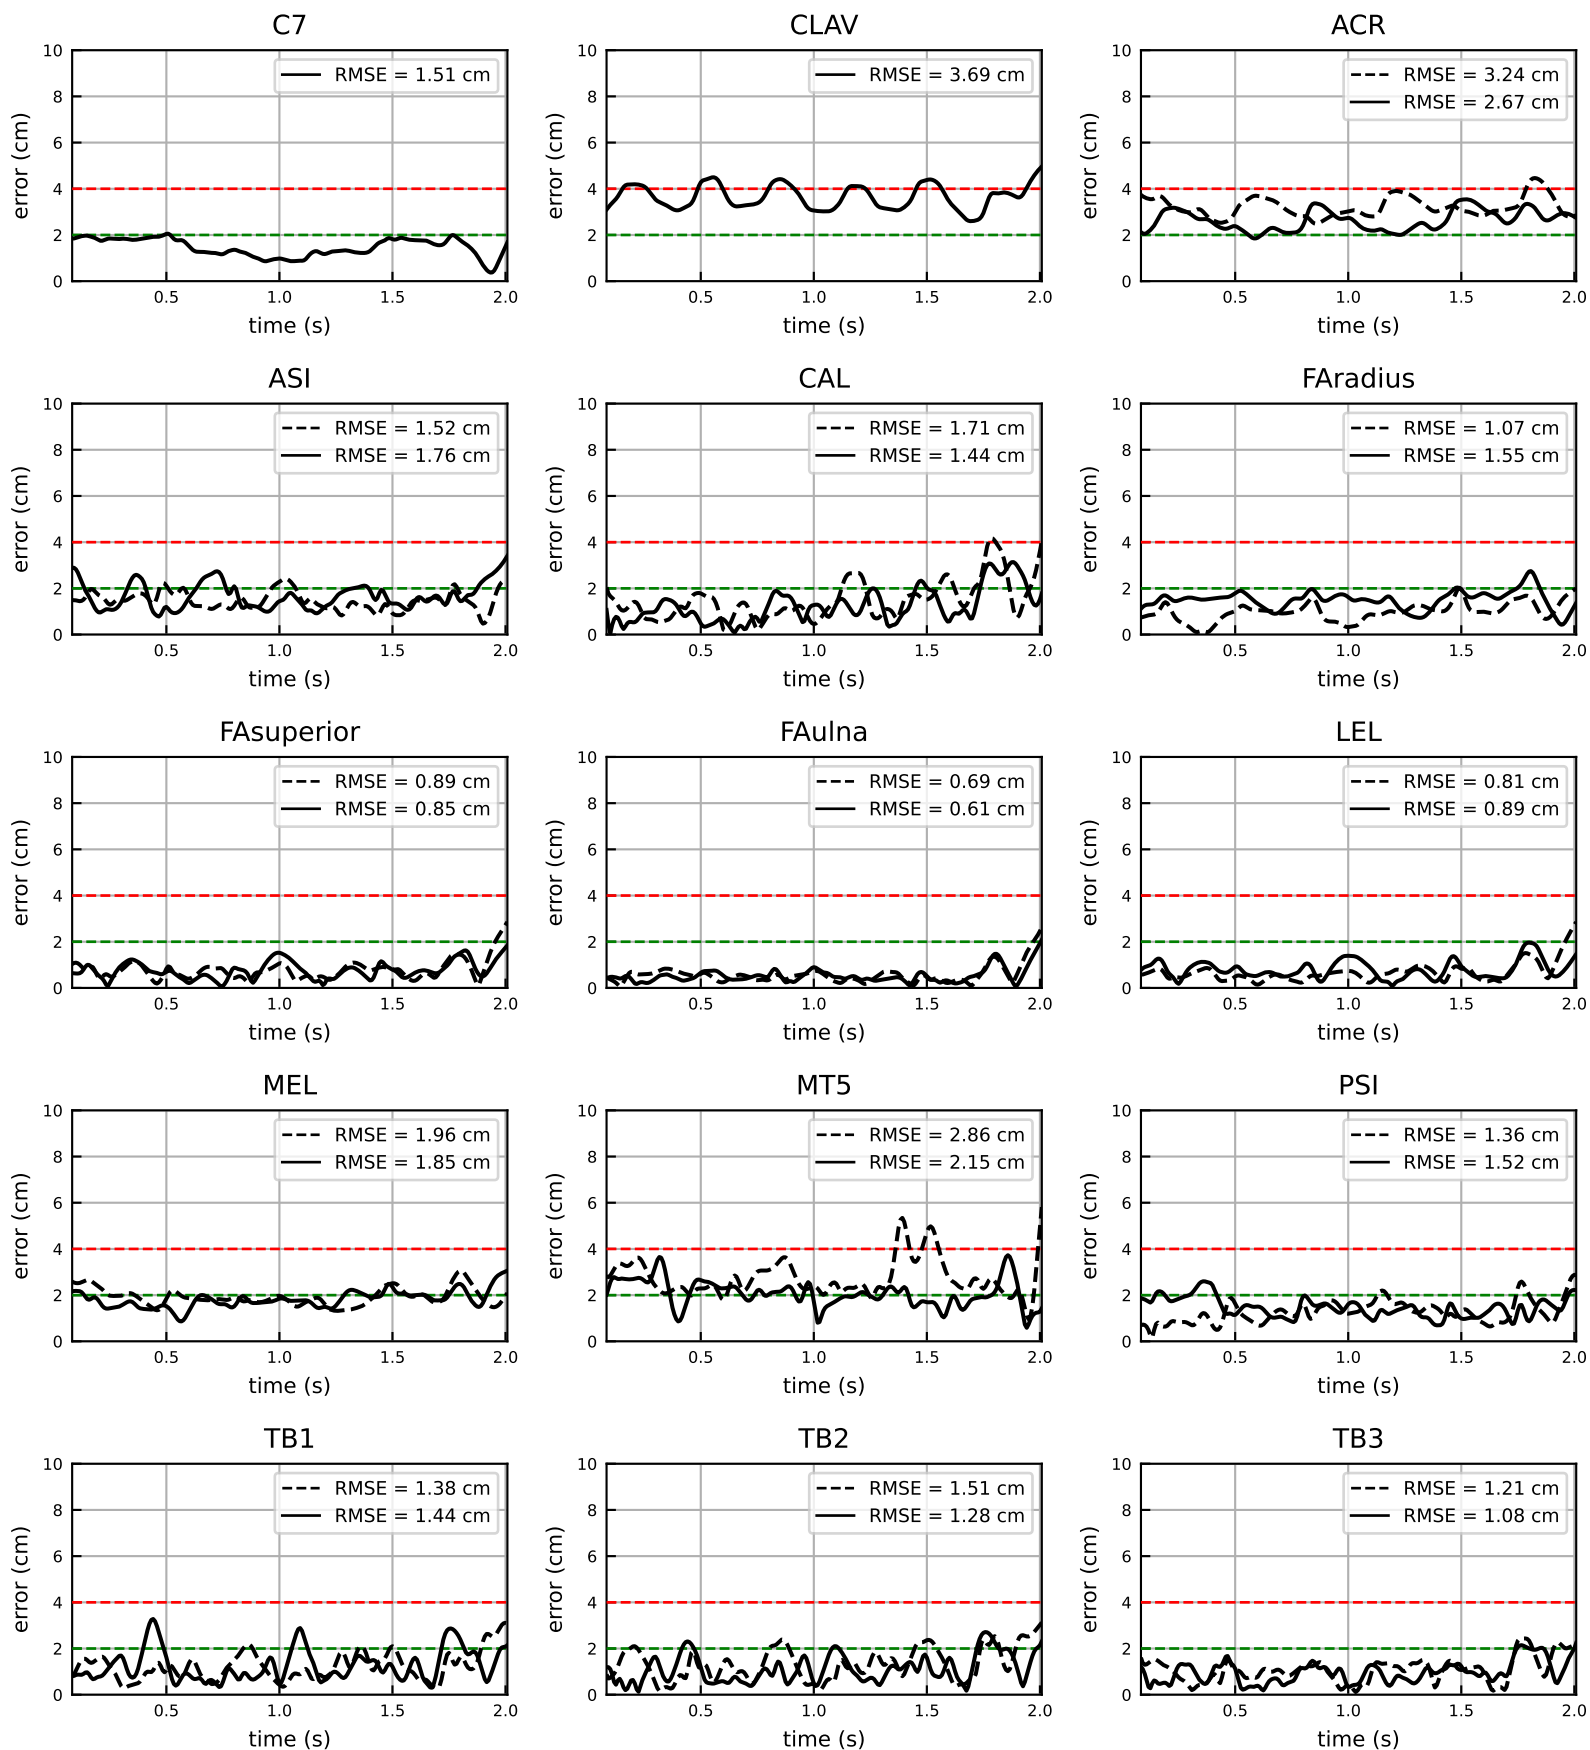 C7
CLAV
ACR
10
8
6
4
2
0
error (cm)
RMSE = 1.51 cm
0.5
1.0
1.5
2.0
time (s)
10
8
6
4
2
0
error (cm)
RMSE = 3.69 cm
0.5
1.0
1.5
2.0
time (s)
10
8
6
4
2
0
error (cm)
RMSE = 3.24 cm
RMSE = 2.67 cm
0.5
1.0
1.5
2.0
time (s)
ASI
CAL
FAradius
10
8
6
4
2
0
error (cm)
RMSE = 1.52 cm
RMSE = 1.76 cm
0.5
1.0
1.5
2.0
time (s)
10
8
6
4
2
0
error (cm)
RMSE = 1.71 cm
RMSE = 1.44 cm
0.5
1.0
1.5
2.0
time (s)
10
8
6
4
2
0
error (cm)
RMSE = 1.07 cm
RMSE = 1.55 cm
0.5
1.0
1.5
2.0
time (s)
FAsuperior
FAulna
LEL
10
8
6
4
2
0
error (cm)
RMSE = 0.89 cm
RMSE = 0.85 cm
0.5
1.0
1.5
2.0
time (s)
10
8
6
4
2
0
error (cm)
RMSE = 0.69 cm
RMSE = 0.61 cm
0.5
1.0
1.5
2.0
time (s)
10
8
6
4
2
0
error (cm)
RMSE = 0.81 cm
RMSE = 0.89 cm
0.5
1.0
1.5
2.0
time (s)
MEL
MT5
PSI
10
8
6
4
2
0
error (cm)
RMSE = 1.96 cm
RMSE = 1.85 cm
0.5
1.0
1.5
2.0
time (s)
10
8
6
4
2
0
error (cm)
RMSE = 2.86 cm
RMSE = 2.15 cm
0.5
1.0
1.5
2.0
time (s)
10
8
6
4
2
0
error (cm)
RMSE = 1.36 cm
RMSE = 1.52 cm
0.5
1.0
1.5
2.0
time (s)
TB1
TB2
TB3
10
8
6
4
2
0
error (cm)
RMSE = 1.38 cm
RMSE = 1.44 cm
0.5
1.0
1.5
2.0
time (s)
10
8
6
4
2
0
error (cm)
RMSE = 1.51 cm
RMSE = 1.28 cm
0.5
1.0
1.5
2.0
time (s)
10
8
6
4
2
0
error (cm)
RMSE = 1.21 cm
RMSE = 1.08 cm
0.5
1.0
1.5
2.0
time (s)